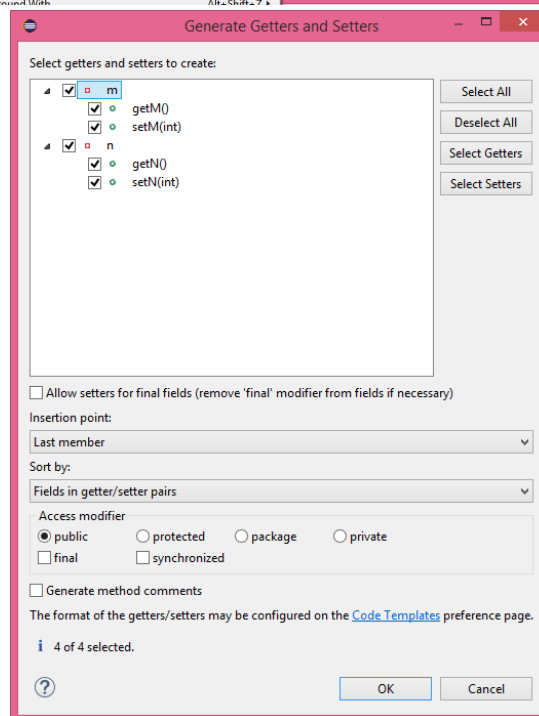 Alt+Shift+Z
Generate Getters and Setters
Select getters and setters to create:
m
getM()
setM(int)
n
getN()
setN(int)
Select All
Deselect All
Select Getters
Select Setters
Allow setters for final fields (remove 'final' modifier from fields if necessary)
Insertion point:
Last member
Sort by:
Fields in getter/setter pairs
Access modifier
public protected package private
final synchronized
Generate method comments
The format of the getters/setters may be configured on the Code Templates preference page.
i 4 of 4 selected.
?
OK Cancel